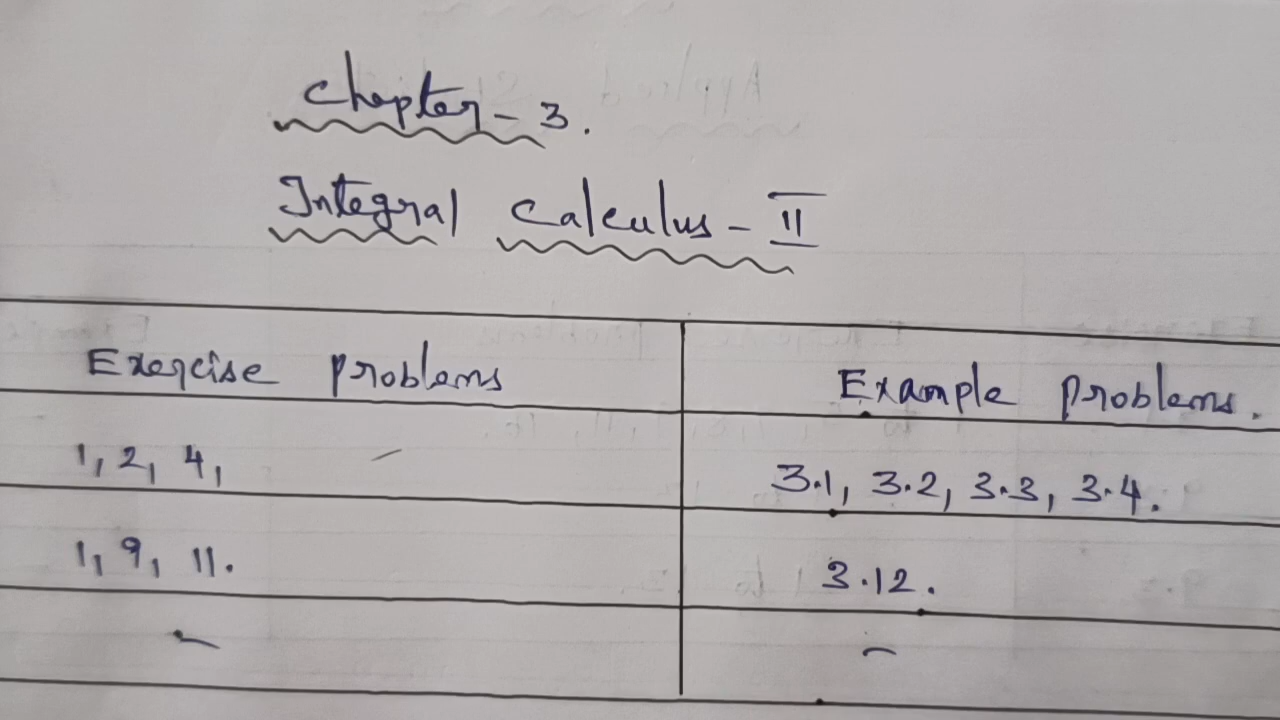 Chapter - 3.
Integral Calculus - II
Exercise Problems Example Problems.
1, 2, 4, - 3.1, 3.2, 3.3, 3.4.
1, 9, 11. 3.12.
- -